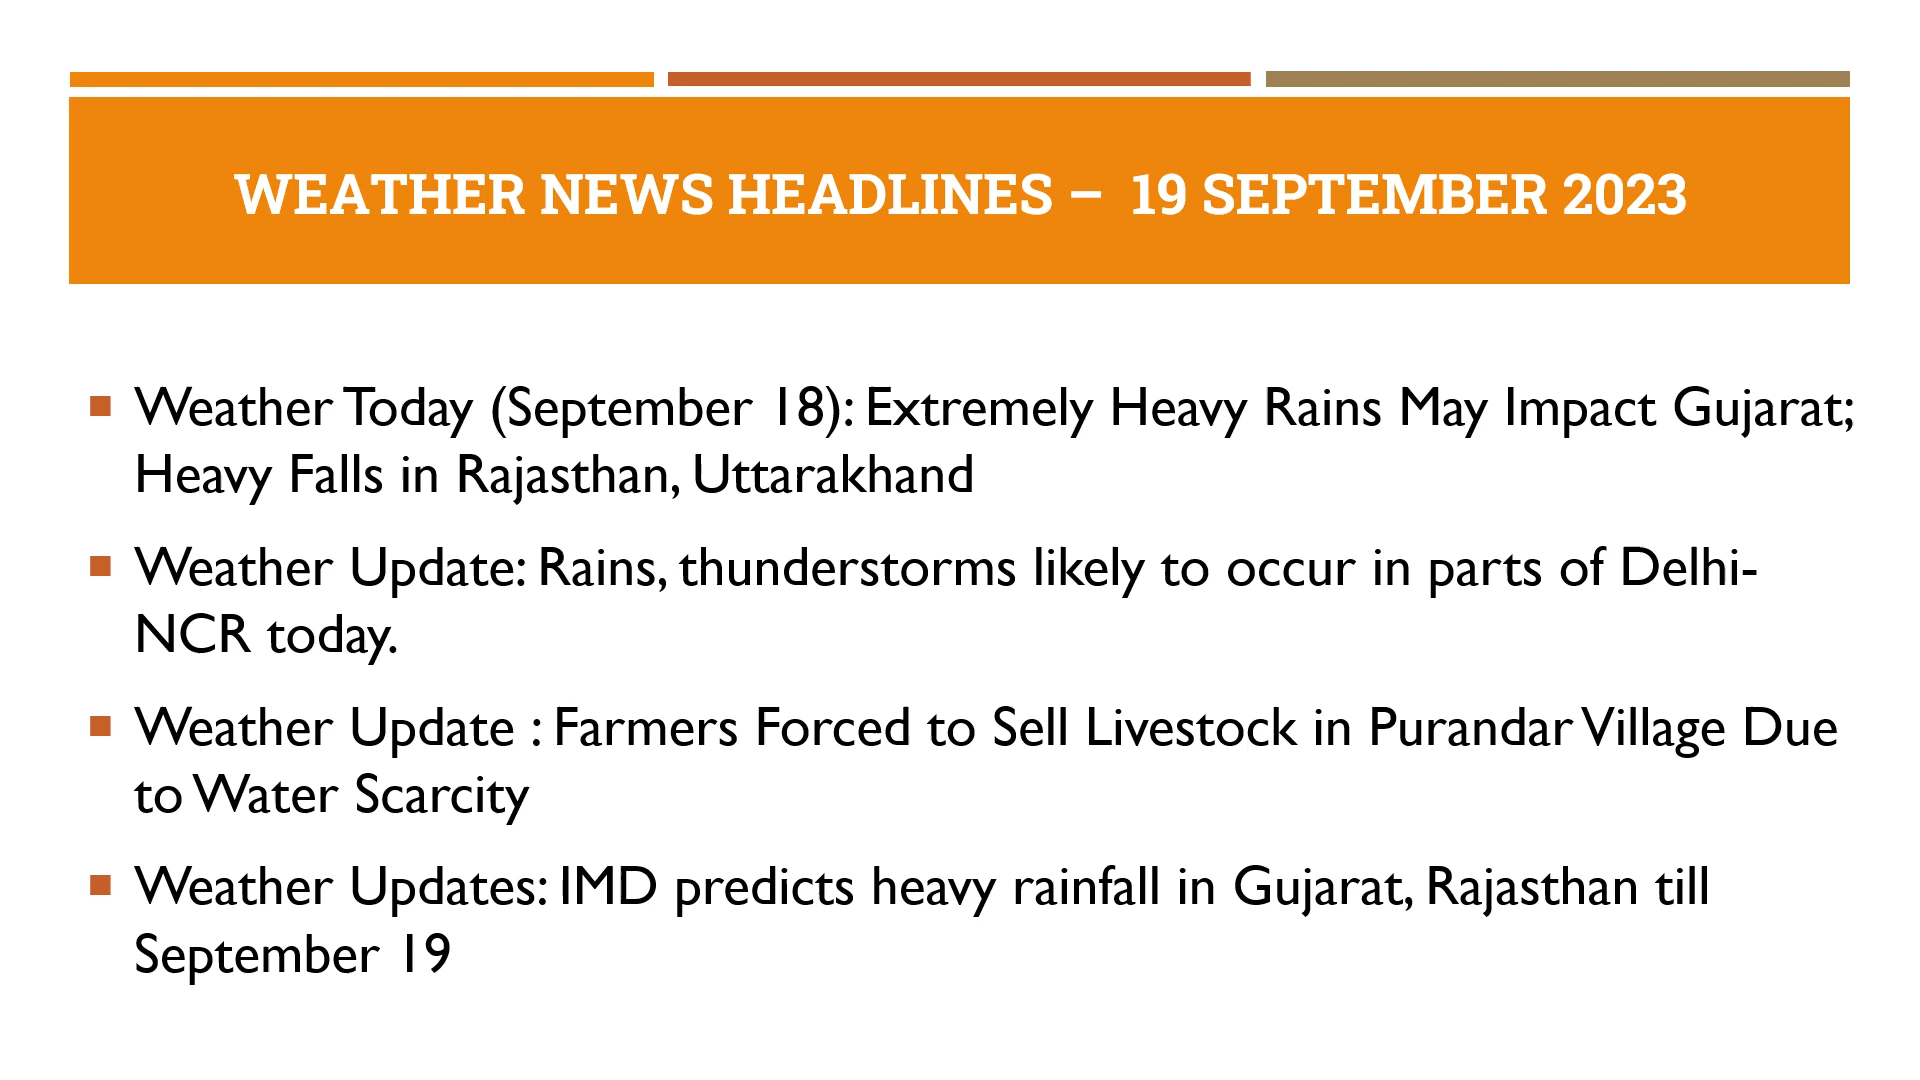 WEATHER NEWS HEADLINES – 19 SEPTEMBER 2023
Weather Today (September 18): Extremely Heavy Rains May Impact Gujarat;
Heavy Falls in Rajasthan, Uttarakhand
Weather Update: Rains, thunderstorms likely to occur in parts of Delhi-
NCR today.
Weather Update : Farmers Forced to Sell Livestock in Purandar Village Due
to Water Scarcity
Weather Updates: IMD predicts heavy rainfall in Gujarat, Rajasthan till
September 19